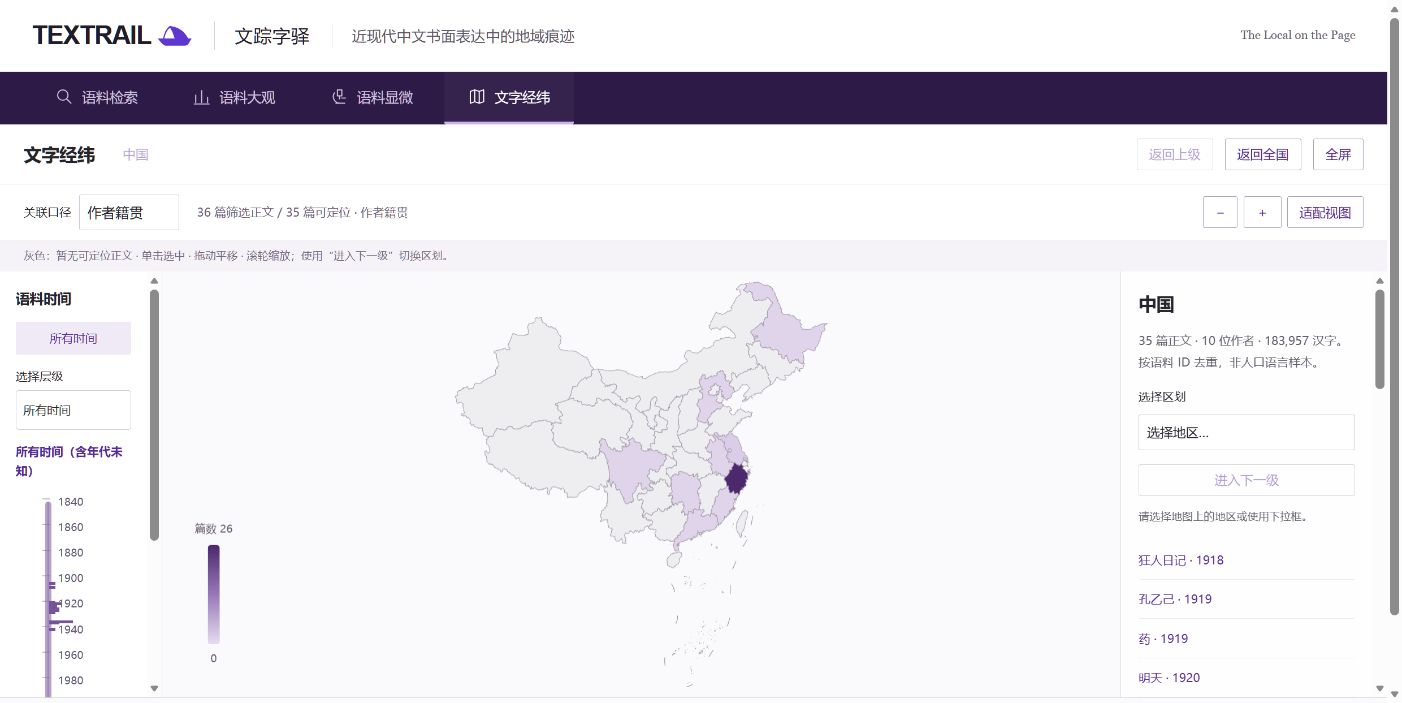 TEXTRAIL
文踪字驿
近现代中文书面表达中的地域痕迹
The Local on the Page
语料检索
语料大观
语料显微
文字经纬
文字经纬
中国
返回上级
返回全国
全屏
关联口径
作者籍贯
36 篇筛选正文 / 35 篇可定位 · 作者籍贯
−
+
适配视图
灰色：暂无可定位正文 · 单击选中 · 拖动平移 · 滚轮缩放；使用“进入下一级”切换区划。
语料时间
所有时间
选择层级
所有时间
所有时间（含年代未
知）
1840
1860
1880
1900
1920
1940
1960
1980
篇数 26
0
中国
35 篇正文 · 10 位作者 · 183,957 汉字。
按语料 ID 去重，非人口语言样本。
选择区划
选择地区...
进入下一级
请选择地图上的地区或使用下拉框。
狂人日记 · 1918
孔乙己 · 1919
药 · 1919
明天 · 1920